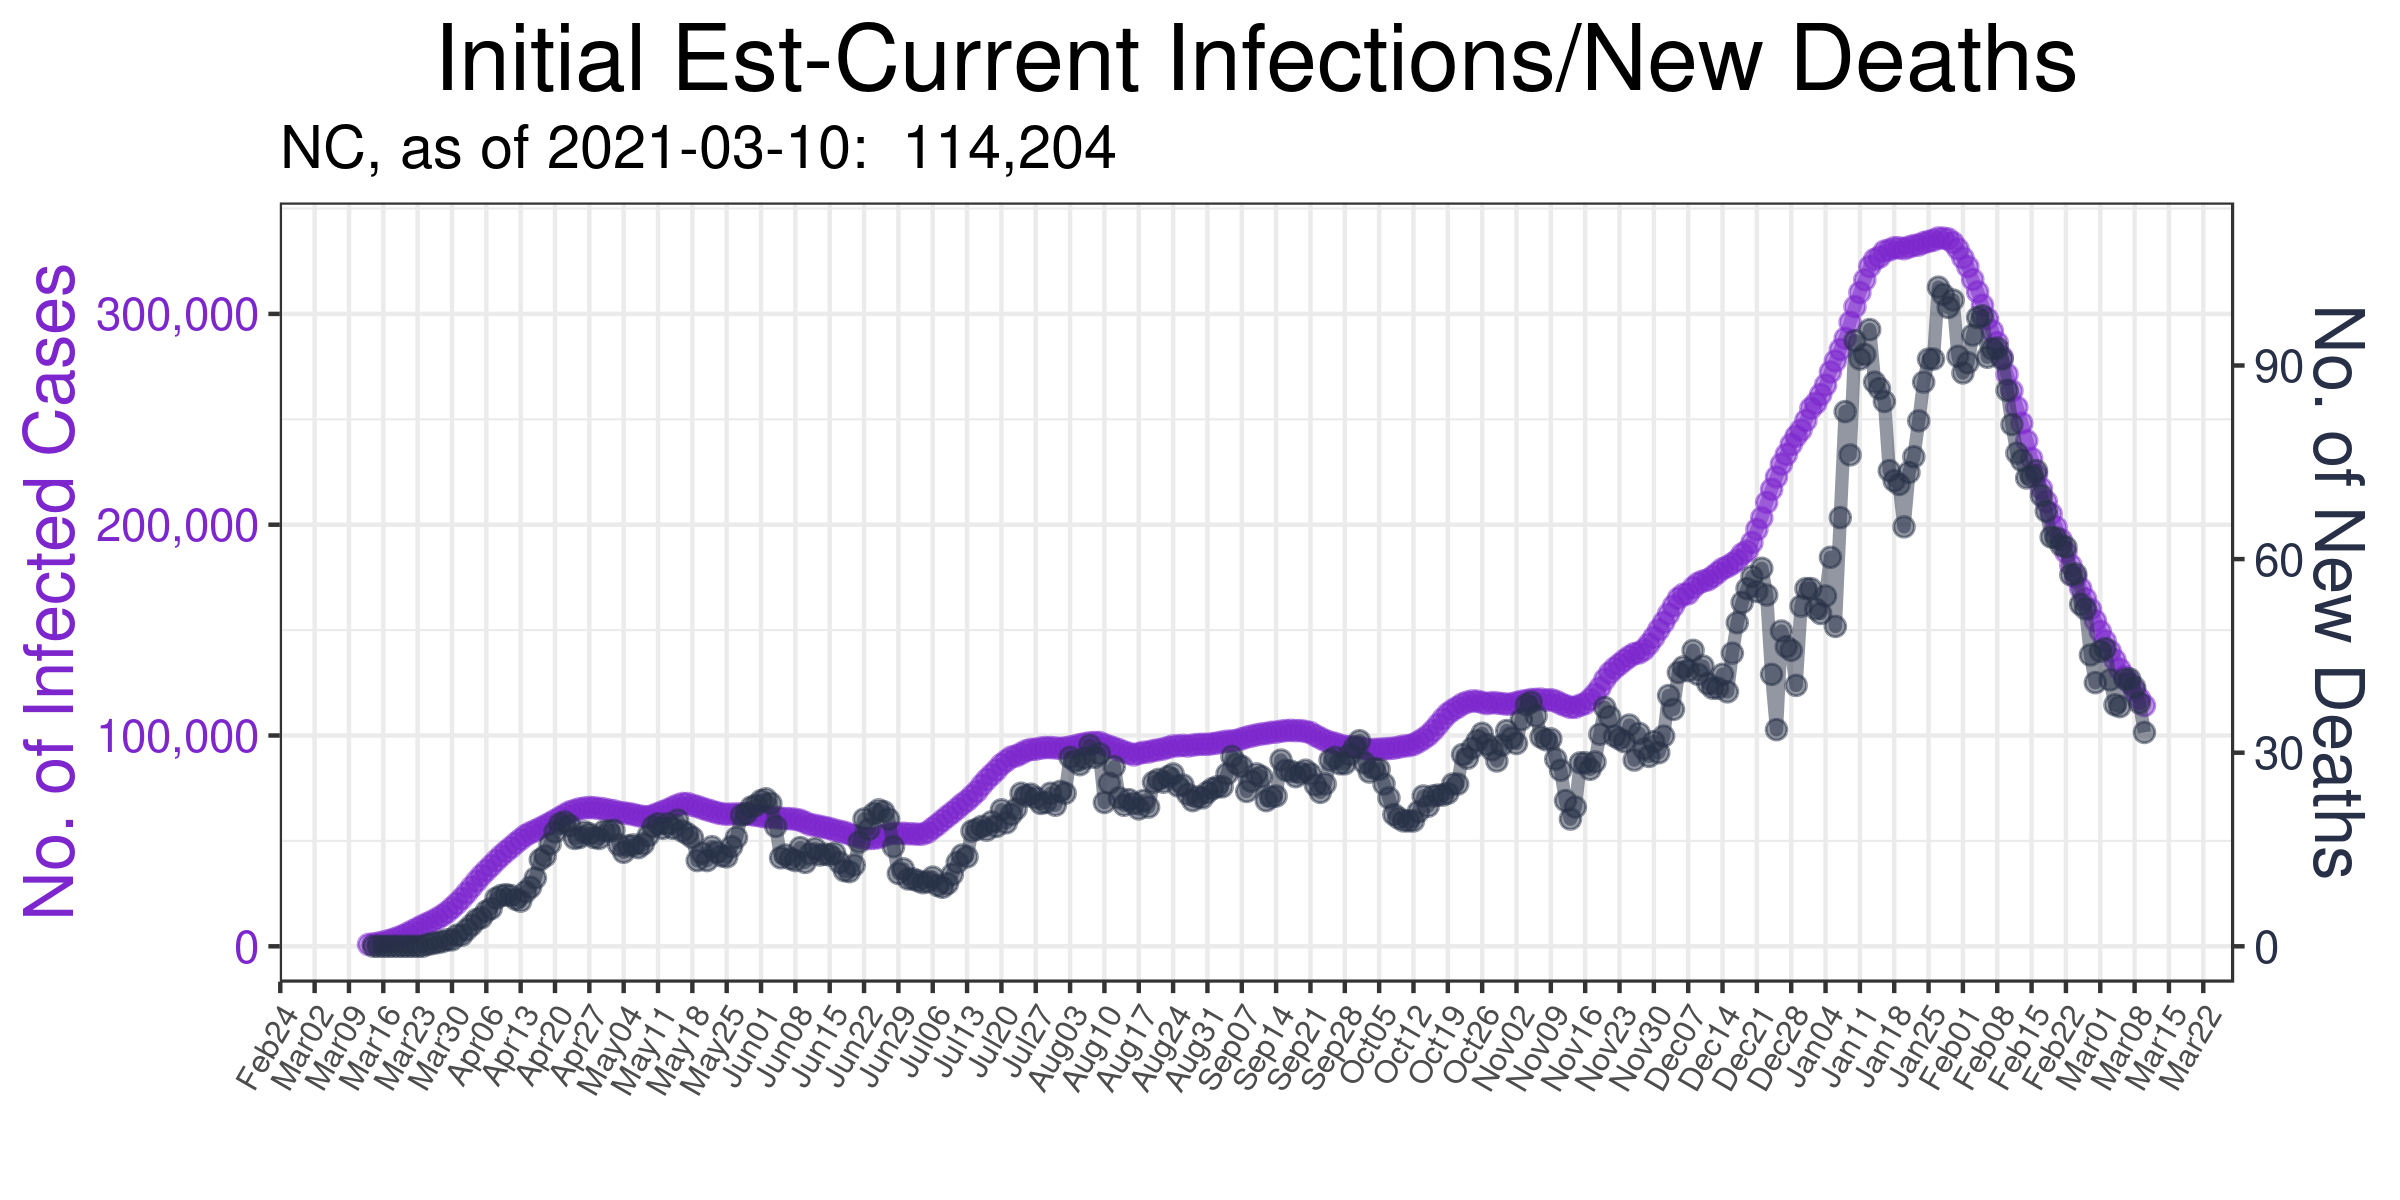 Initial Est-Current Infections/New Deaths
NC, as of 2021-03-10:  114,204
No. of Infected Cases
300,000
200,000
100,000
0
90
60
30
0
No. of New Deaths
Feb24
Mar02
Mar09
Mar16
Mar23
Mar30
Apr06
Apr13
Apr20
Apr27
May04
May11
May18
May25
Jun01
Jun08
Jun15
Jun22
Jun29
Jul06
Jul13
Jul20
Jul27
Aug03
Aug10
Aug17
Aug24
Aug31
Sep07
Sep14
Sep21
Sep28
Oct05
Oct12
Oct19
Oct26
Nov02
Nov09
Nov16
Nov23
Nov30
Dec07
Dec14
Dec21
Dec28
Jan04
Jan11
Jan18
Jan25
Feb01
Feb08
Feb15
Feb22
Mar01
Mar08
Mar15
Mar22